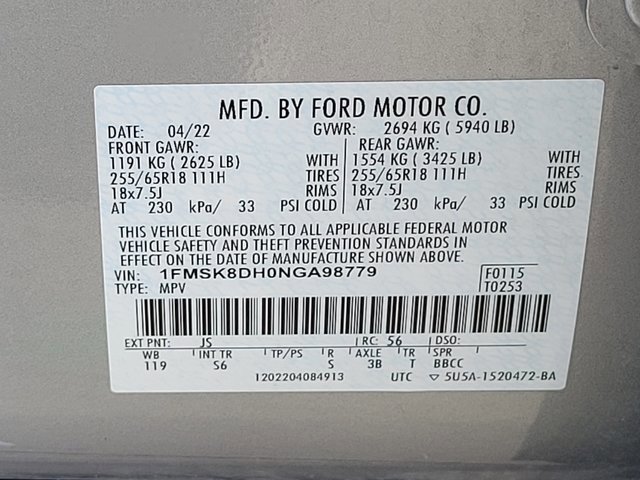 MFD. BY FORD MOTOR CO.
DATE: 04/22 GVWR: 2694 KG ( 5940 LB)
FRONT GAWR: REAR GAWR:
1191 KG ( 2625 LB) WITH 1554 KG ( 3425 LB) WITH
255/65R18 111H TIRES 255/65R18 111H TIRES
18x7.5J RIMS 18x7.5J RIMS
AT 230 kPa/ 33 PSI COLD AT 230 kPa/ 33 PSI COLD
THIS VEHICLE CONFORMS TO ALL APPLICABLE FEDERAL MOTOR
VEHICLE SAFETY AND THEFT PREVENTION STANDARDS IN
EFFECT ON THE DATE OF MANUFACTURE SHOWN ABOVE.
VIN: 1FMSK8DH0NGA98779 F0115
TYPE: MPV T0253
EXT PNT: JS RC: 56 DSO:
WB INT TR TP/PS R AXLE TR SPR
119 S6 S 3B T BBCC
1202204084913 UTC ▽ 5U5A-1520472-BA